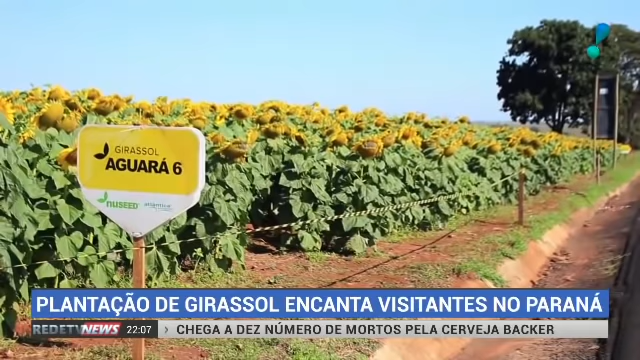 GIRASSOL
AGUARÁ 6
nuseed
PLANTAÇÃO DE GIRASSOL ENCANTA VISITANTES NO PARANÁ
REDETV!NEWS 22:07 > CHEGA A DEZ NÚMERO DE MORTOS PELA CERVEJA BACKER